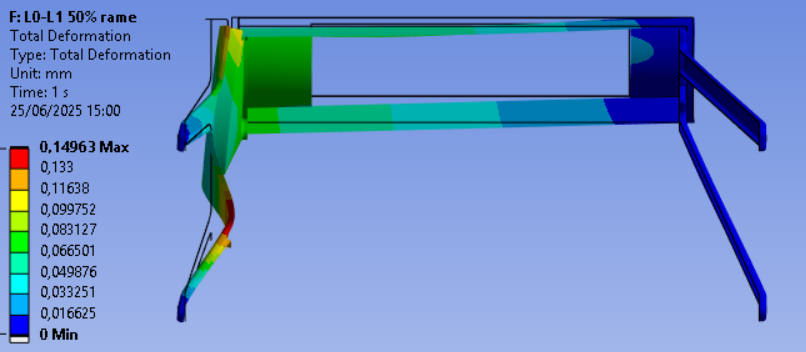 F: L0-L1 50% rame
Total Deformation
Type: Total Deformation
Unit: mm
Time: 1 s
25/06/2025 15:00
0,14963 Max
0,133
0,11638
0,099752
0,083127
0,066501
0,049876
0,033251
0,016625
0 Min